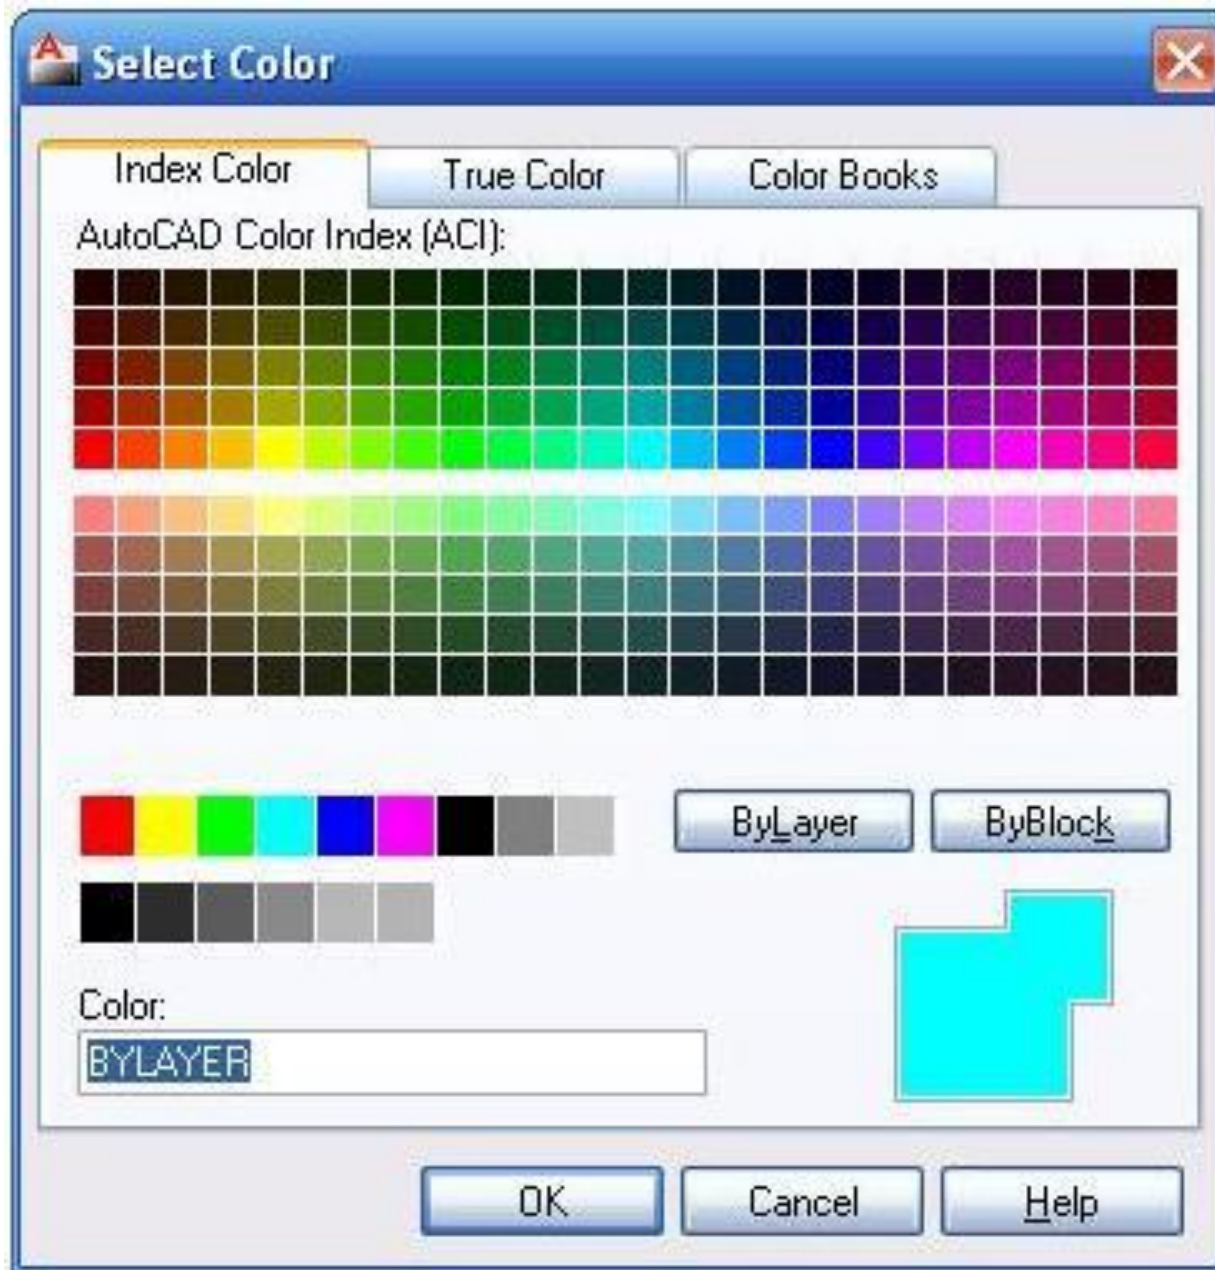 Select Color
Index Color
True Color
Color Books
AutoCAD Color Index (ACI):
ByLayer
ByBlock
Color:
BYLAYER
OK
Cancel
Help